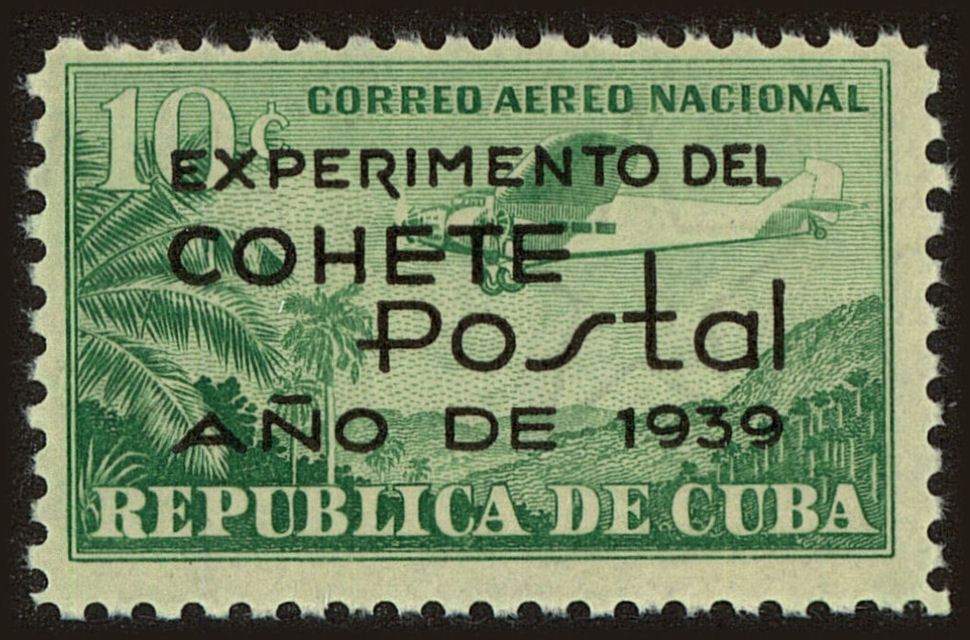 10¢ CORREO AEREO NACIONAL
EXPERIMENTO DEL
COHETE
Postal
AÑO DE 1939
REPUBLICA DE CUBA